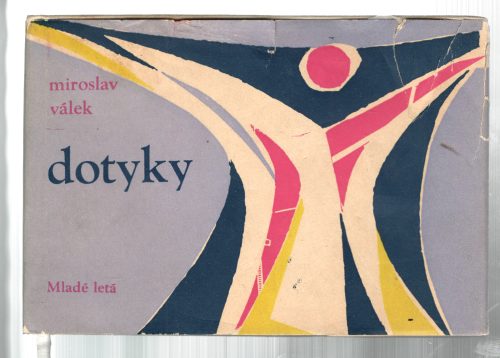 miroslav
válek
dotyky
Mladé letá